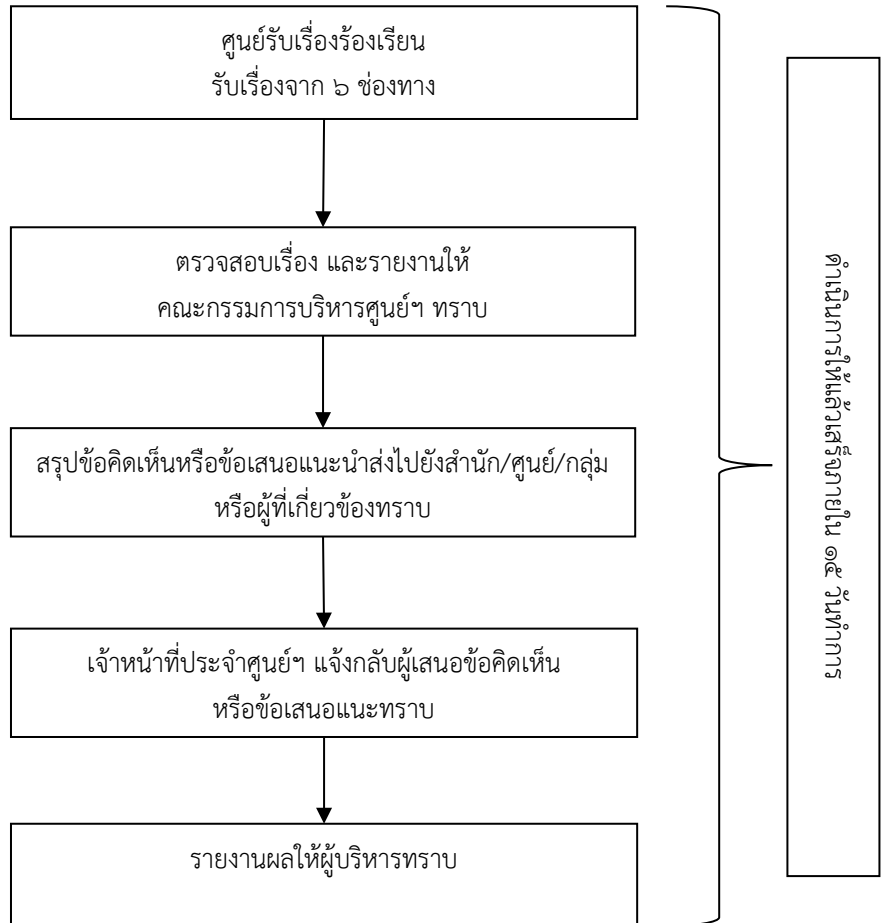 ศูนย์รับเรื่องร้องเรียน
รับเรื่องจาก ๖ ช่องทาง
ตรวจสอบเรื่อง และรายงานให้
คณะกรรมการบริหารศูนย์ฯ ทราบ
สรุปข้อคิดเห็นหรือข้อเสนอแนะนำส่งไปยังสำนัก/ศูนย์/กลุ่ม
หรือผู้ที่เกี่ยวข้องทราบ
เจ้าหน้าที่ประจำศูนย์ฯ แจ้งกลับผู้เสนอข้อคิดเห็น
หรือข้อเสนอแนะทราบ
รายงานผลให้ผู้บริหารทราบ
ดำเนินการให้แล้วเสร็จภายใน ๑๕ วันทำการ